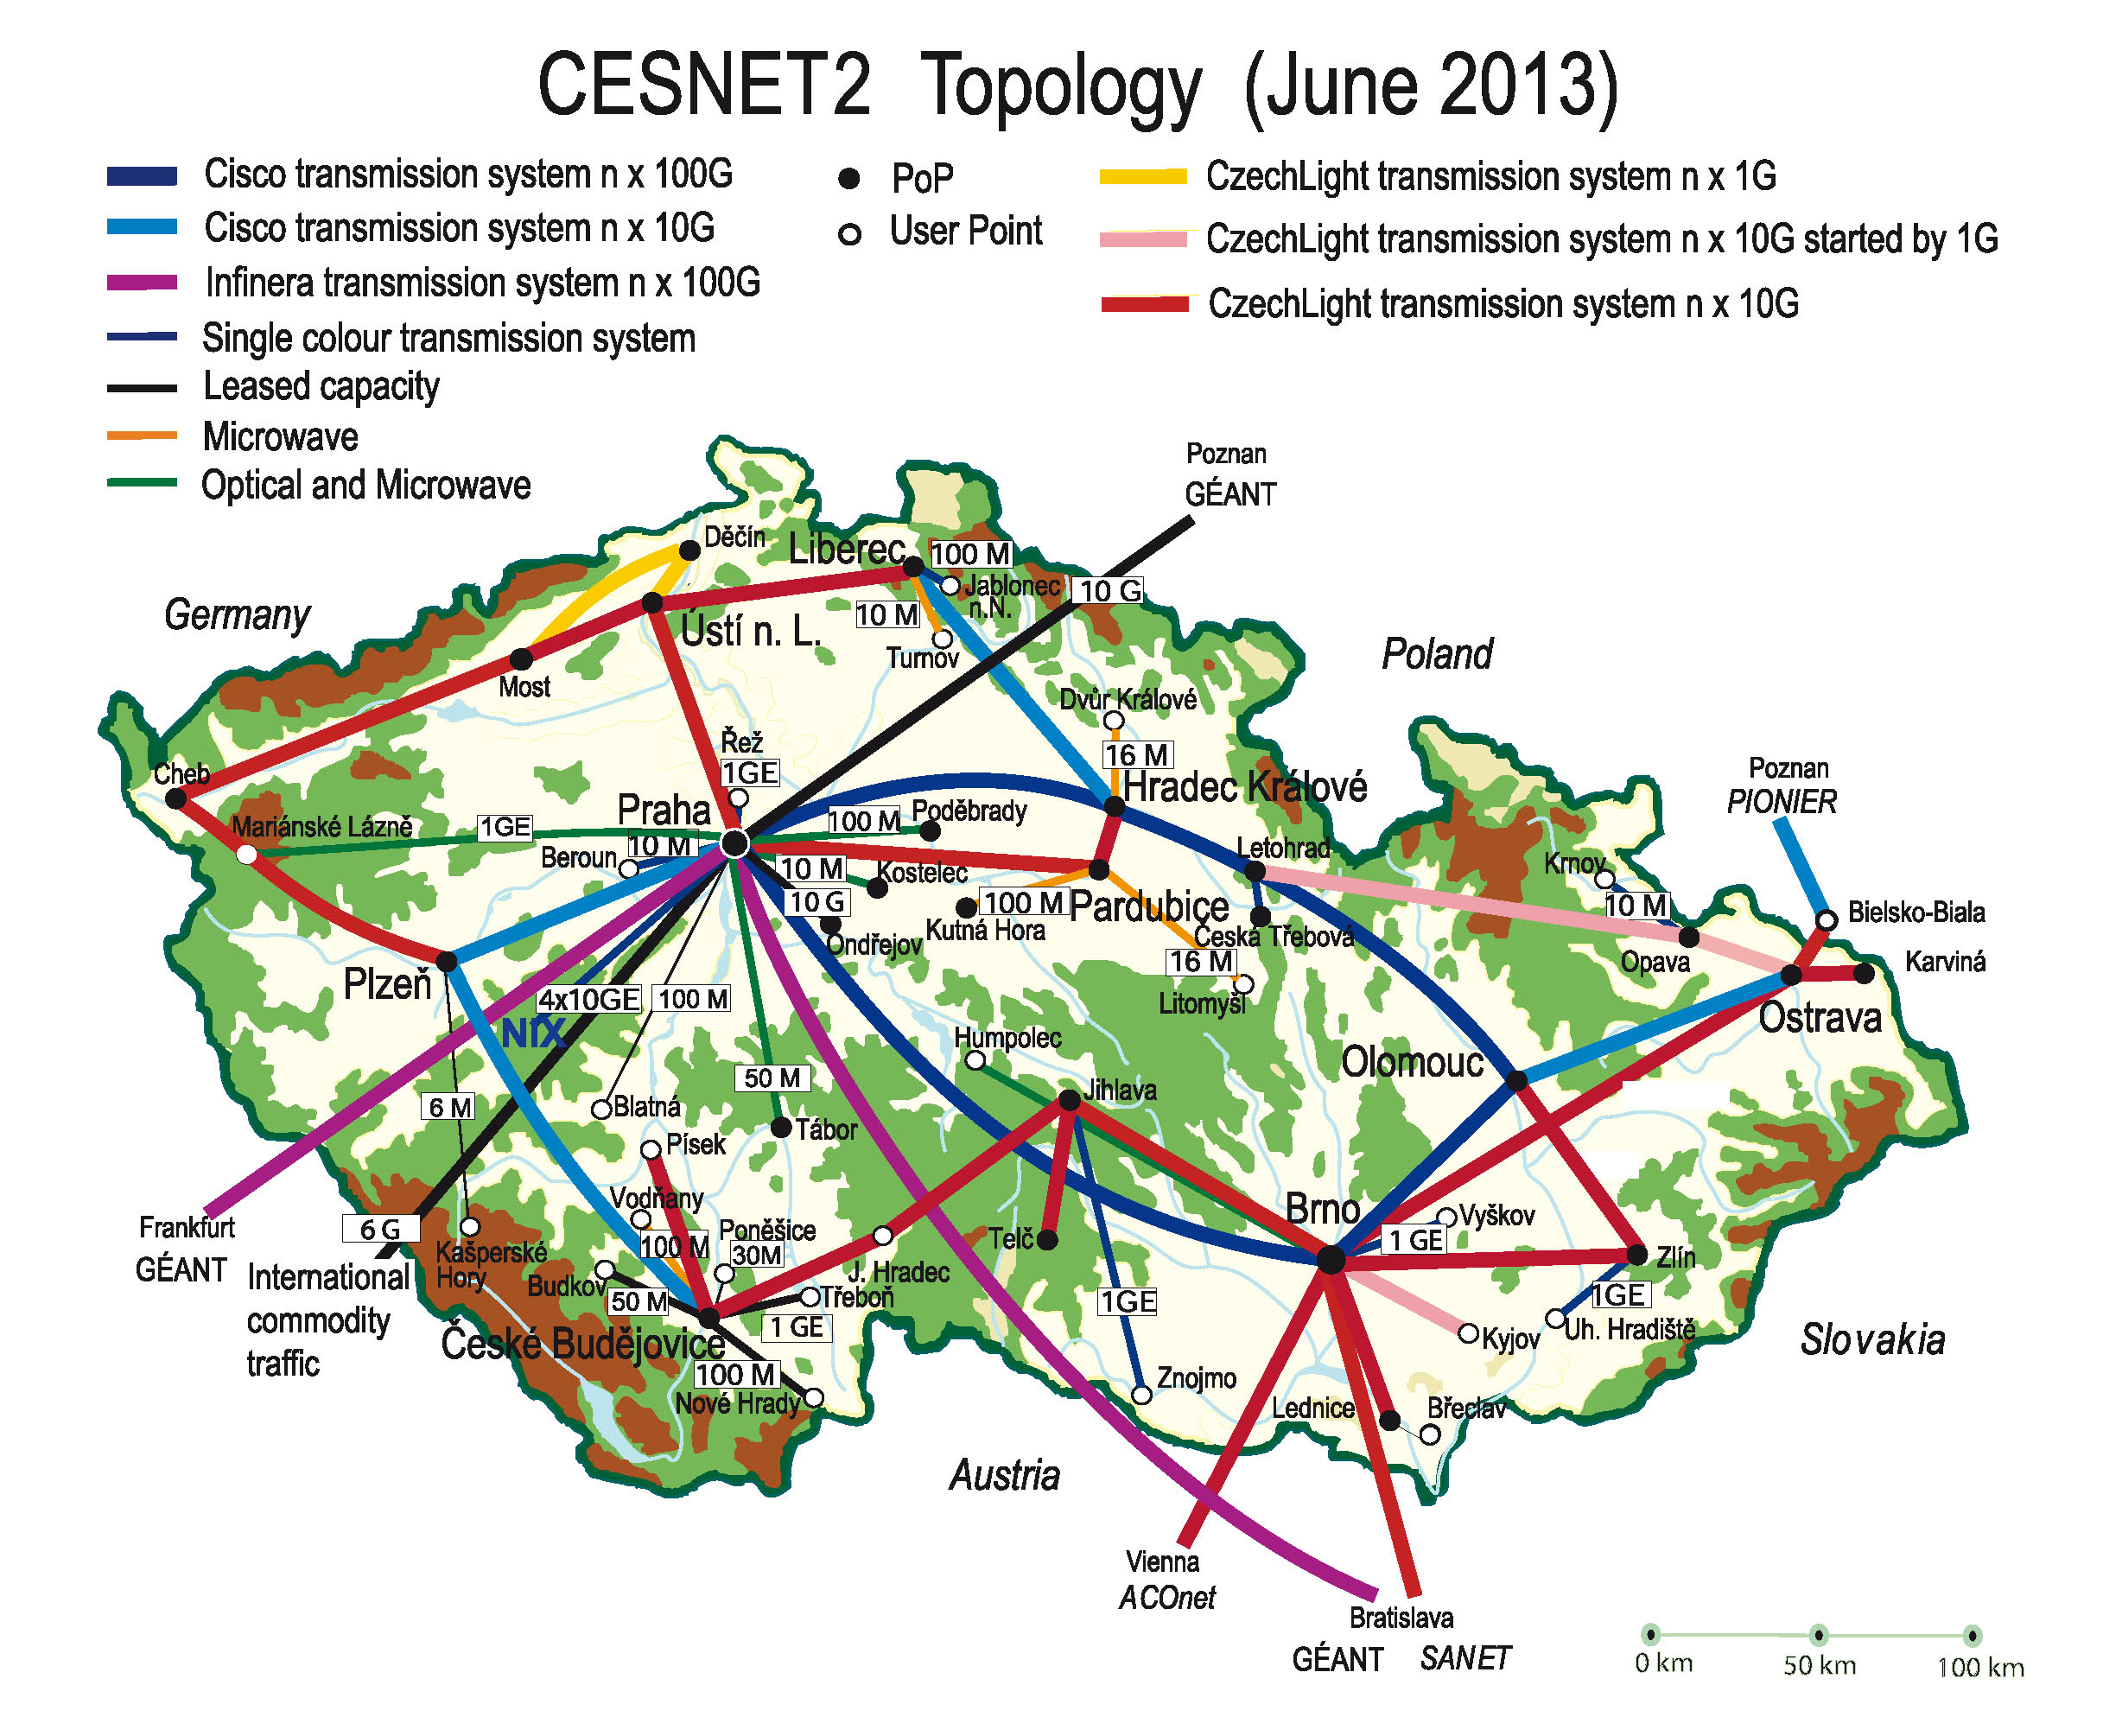 CESNET2 Topology (June 2013)
Cisco transmission system n x 100G
Cisco transmission system n x 10G
Infinera transmission system n x 100G
Single colour transmission system
Leased capacity
Microwave
Optical and Microwave
PoP
User Point
CzechLight transmission system n x 1G
CzechLight transmission system n x 10G started by 1G
CzechLight transmission system n x 10G
Poznan
GÉANT
Děčín
Liberec
100 M
Jablonec
n.N.
10 G
Germany
10 M
Ústí n. L.
Turnov
Poland
Most
Dvůr Králové
16 M
Řež
1GE
Cheb
Hradec Králové
Poznan
PIONIER
Praha
Poděbrady
100 M
Mariánské Lázně
1GE
10 M
Beroun
Letohrad
Krnov
10 M
Kostelec
10 G
100 M
Pardubice
10 M
Bielsko-Biala
Kutná Hora
Ondřejov
Česká Třebová
16 M
Opava
Karviná
Plzeň
4x10GE
100 M
NIX
Litomyšl
Ostrava
Humpolec
Olomouc
50 M
Jihlava
6 M
Blatná
Tábor
Písek
Vodňany
Brno
Vyškov
1 GE
Frankfurt
GÉANT
6 G
Poněšice
30M
100 M
Telč
Kašperské
Hory
J. Hradec
Zlín
International
commodity
traffic
Budkov
50 M
Třeboň
1 GE
1GE
1GE
Uh. Hradiště
Kyjov
České Budějovice
Slovakia
100 M
Nové Hrady
Znojmo
Lednice
Břeclav
Austria
Vienna
ACOnet
Bratislava
GÉANT
SANET
0 km
50 km
100 km